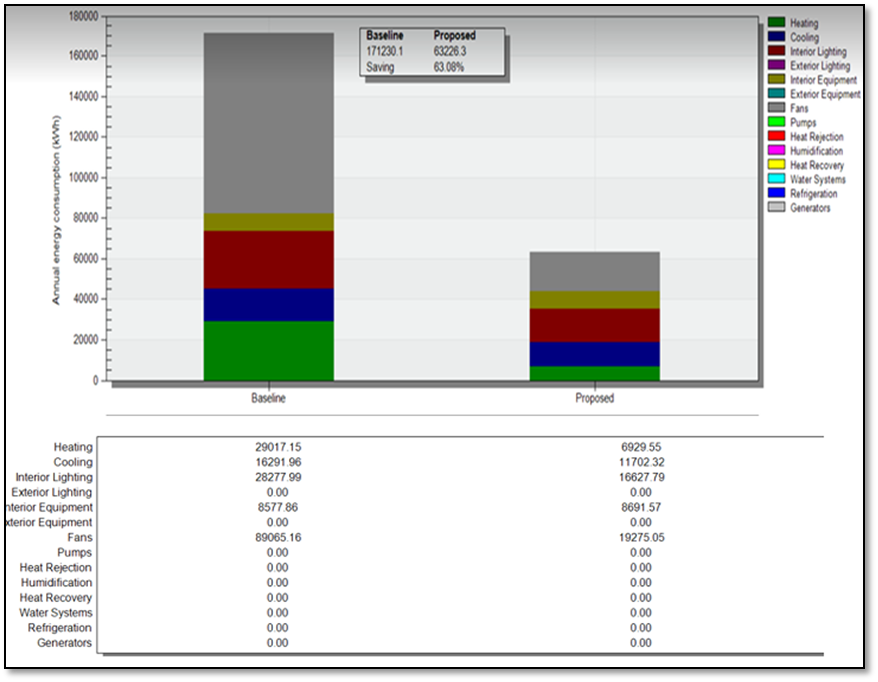 180000
160000
140000
120000
100000
80000
60000
40000
20000
0
Annual energy consumption (kWh)
Baseline Proposed
171230.1 63226.3
Saving 63.08%
Heating
Cooling
Interior Lighting
Exterior Lighting
Interior Equipment
Exterior Equipment
Fans
Pumps
Heat Rejection
Humidification
Heat Recovery
Water Systems
Refrigeration
Generators
Baseline Proposed
Heating 29017.15 6929.55
Cooling 16291.96 11702.32
Interior Lighting 28277.99 16627.79
Exterior Lighting 0.00 0.00
nterior Equipment 8577.86 8691.57
xterior Equipment 0.00 0.00
Fans 89065.16 19275.05
Pumps 0.00 0.00
Heat Rejection 0.00 0.00
Humidification 0.00 0.00
Heat Recovery 0.00 0.00
Water Systems 0.00 0.00
Refrigeration 0.00 0.00
Generators 0.00 0.00